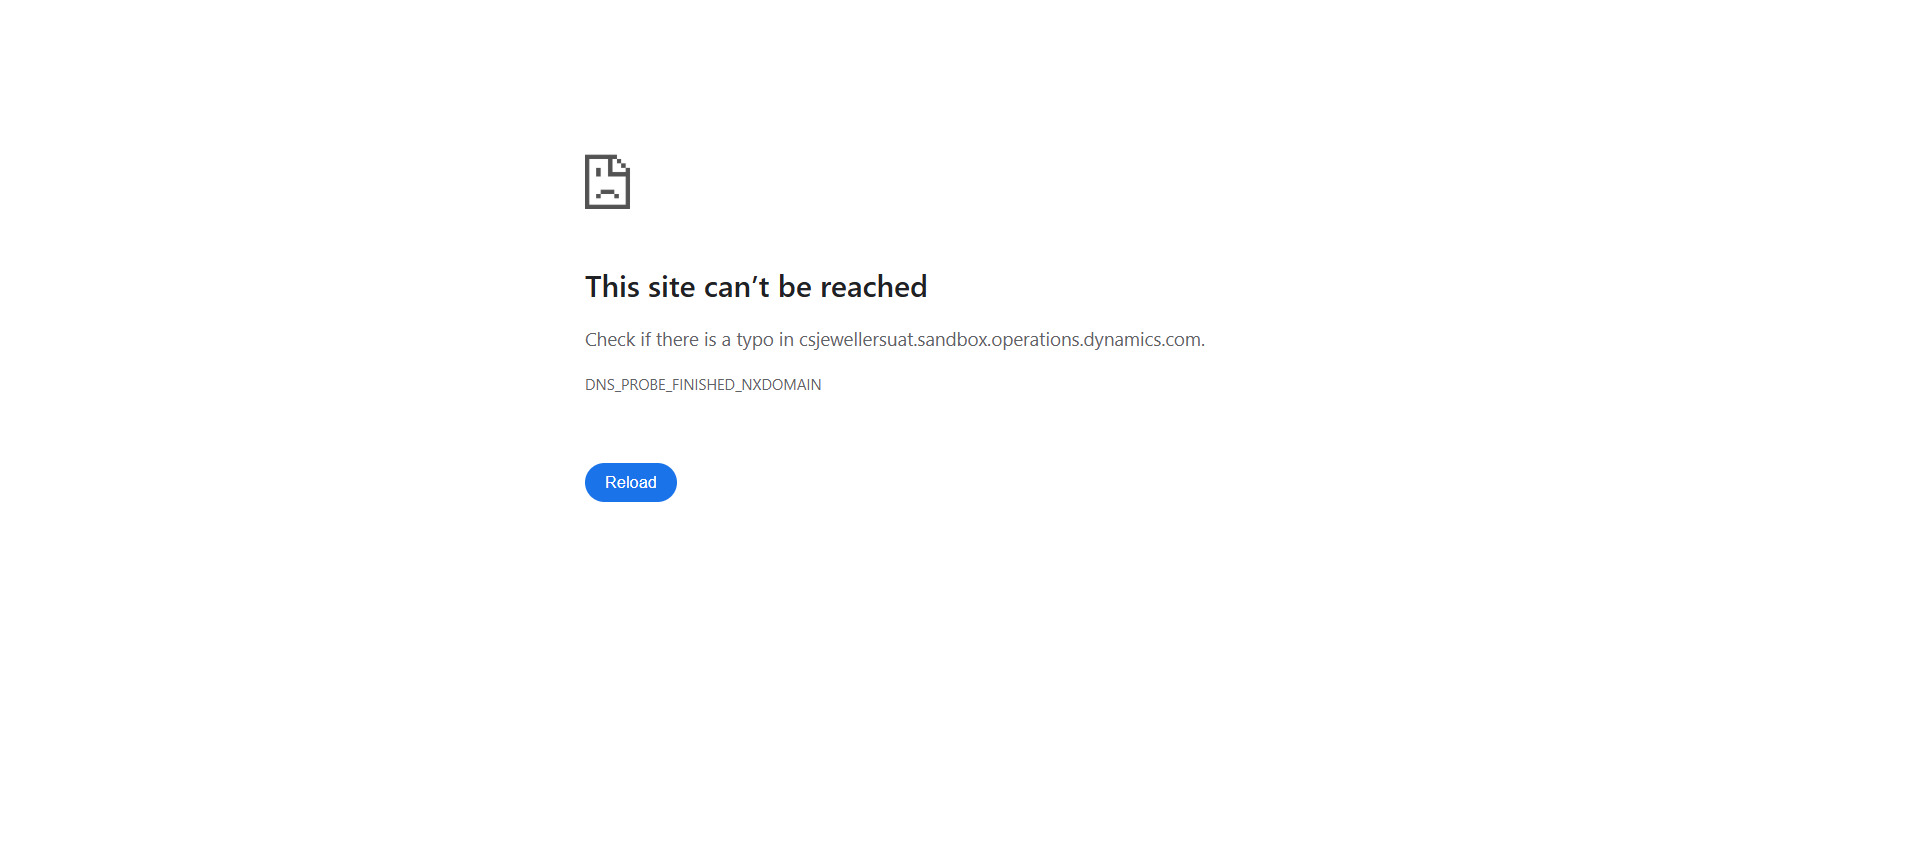 This site can’t be reached
Check if there is a typo in csjewellersuat.sandbox.operations.dynamics.com.
DNS_PROBE_FINISHED_NXDOMAIN
Reload